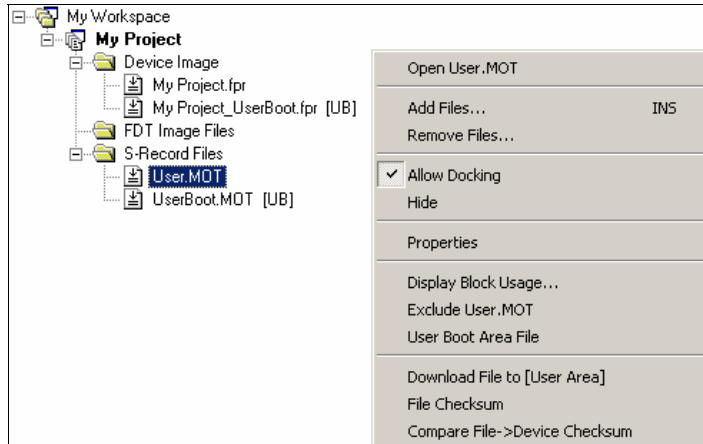 My Workspace
My Project
Device Image
My Project.fpr
My Project_UserBoot.fpr [UB]
FDT Image Files
S-Record Files
User.MOT
UserBoot.MOT [UB]
Open User.MOT
Add Files... INS
Remove Files...
Allow Docking
Hide
Properties
Display Block Usage...
Exclude User.MOT
User Boot Area File
Download File to [User Area]
File Checksum
Compare File->Device Checksum